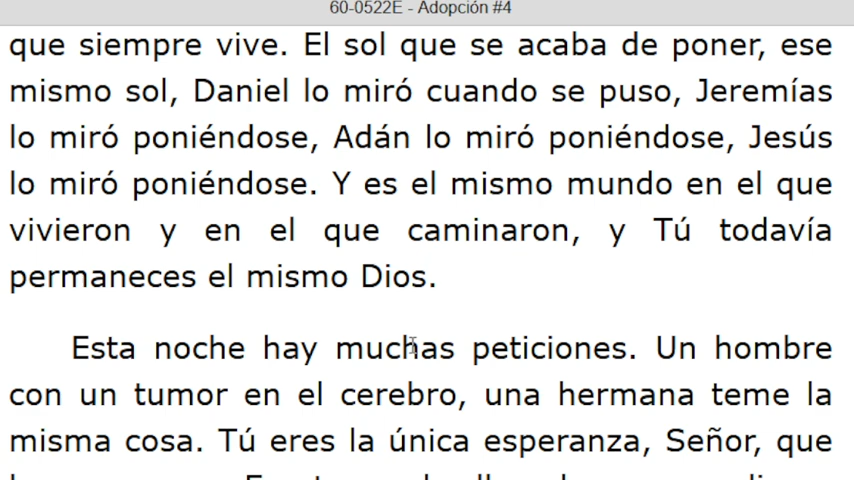 60-0522E - Adopción #4
que siempre vive. El sol que se acaba de poner, ese
mismo sol, Daniel lo miró cuando se puso, Jeremías
lo miró poniéndose, Adán lo miró poniéndose, Jesús
lo miró poniéndose. Y es el mismo mundo en el que
vivieron y en el que caminaron, y Tú todavía
permaneces el mismo Dios.
Esta noche hay muchas peticiones. Un hombre
con un tumor en el cerebro, una hermana teme la
misma cosa. Tú eres la única esperanza, Señor, que